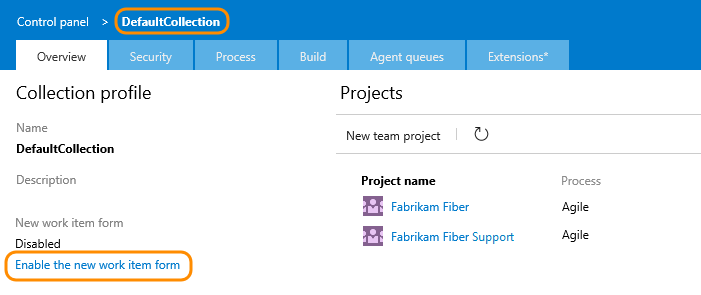 Control panel > DefaultCollection
Overview Security Process Build Agent queues Extensions*
Collection profile
Name
DefaultCollection
Description
New work item form
Disabled
Enable the new work item form
Projects
New team project
Project name Process
Fabrikam Fiber Agile
Fabrikam Fiber Support Agile